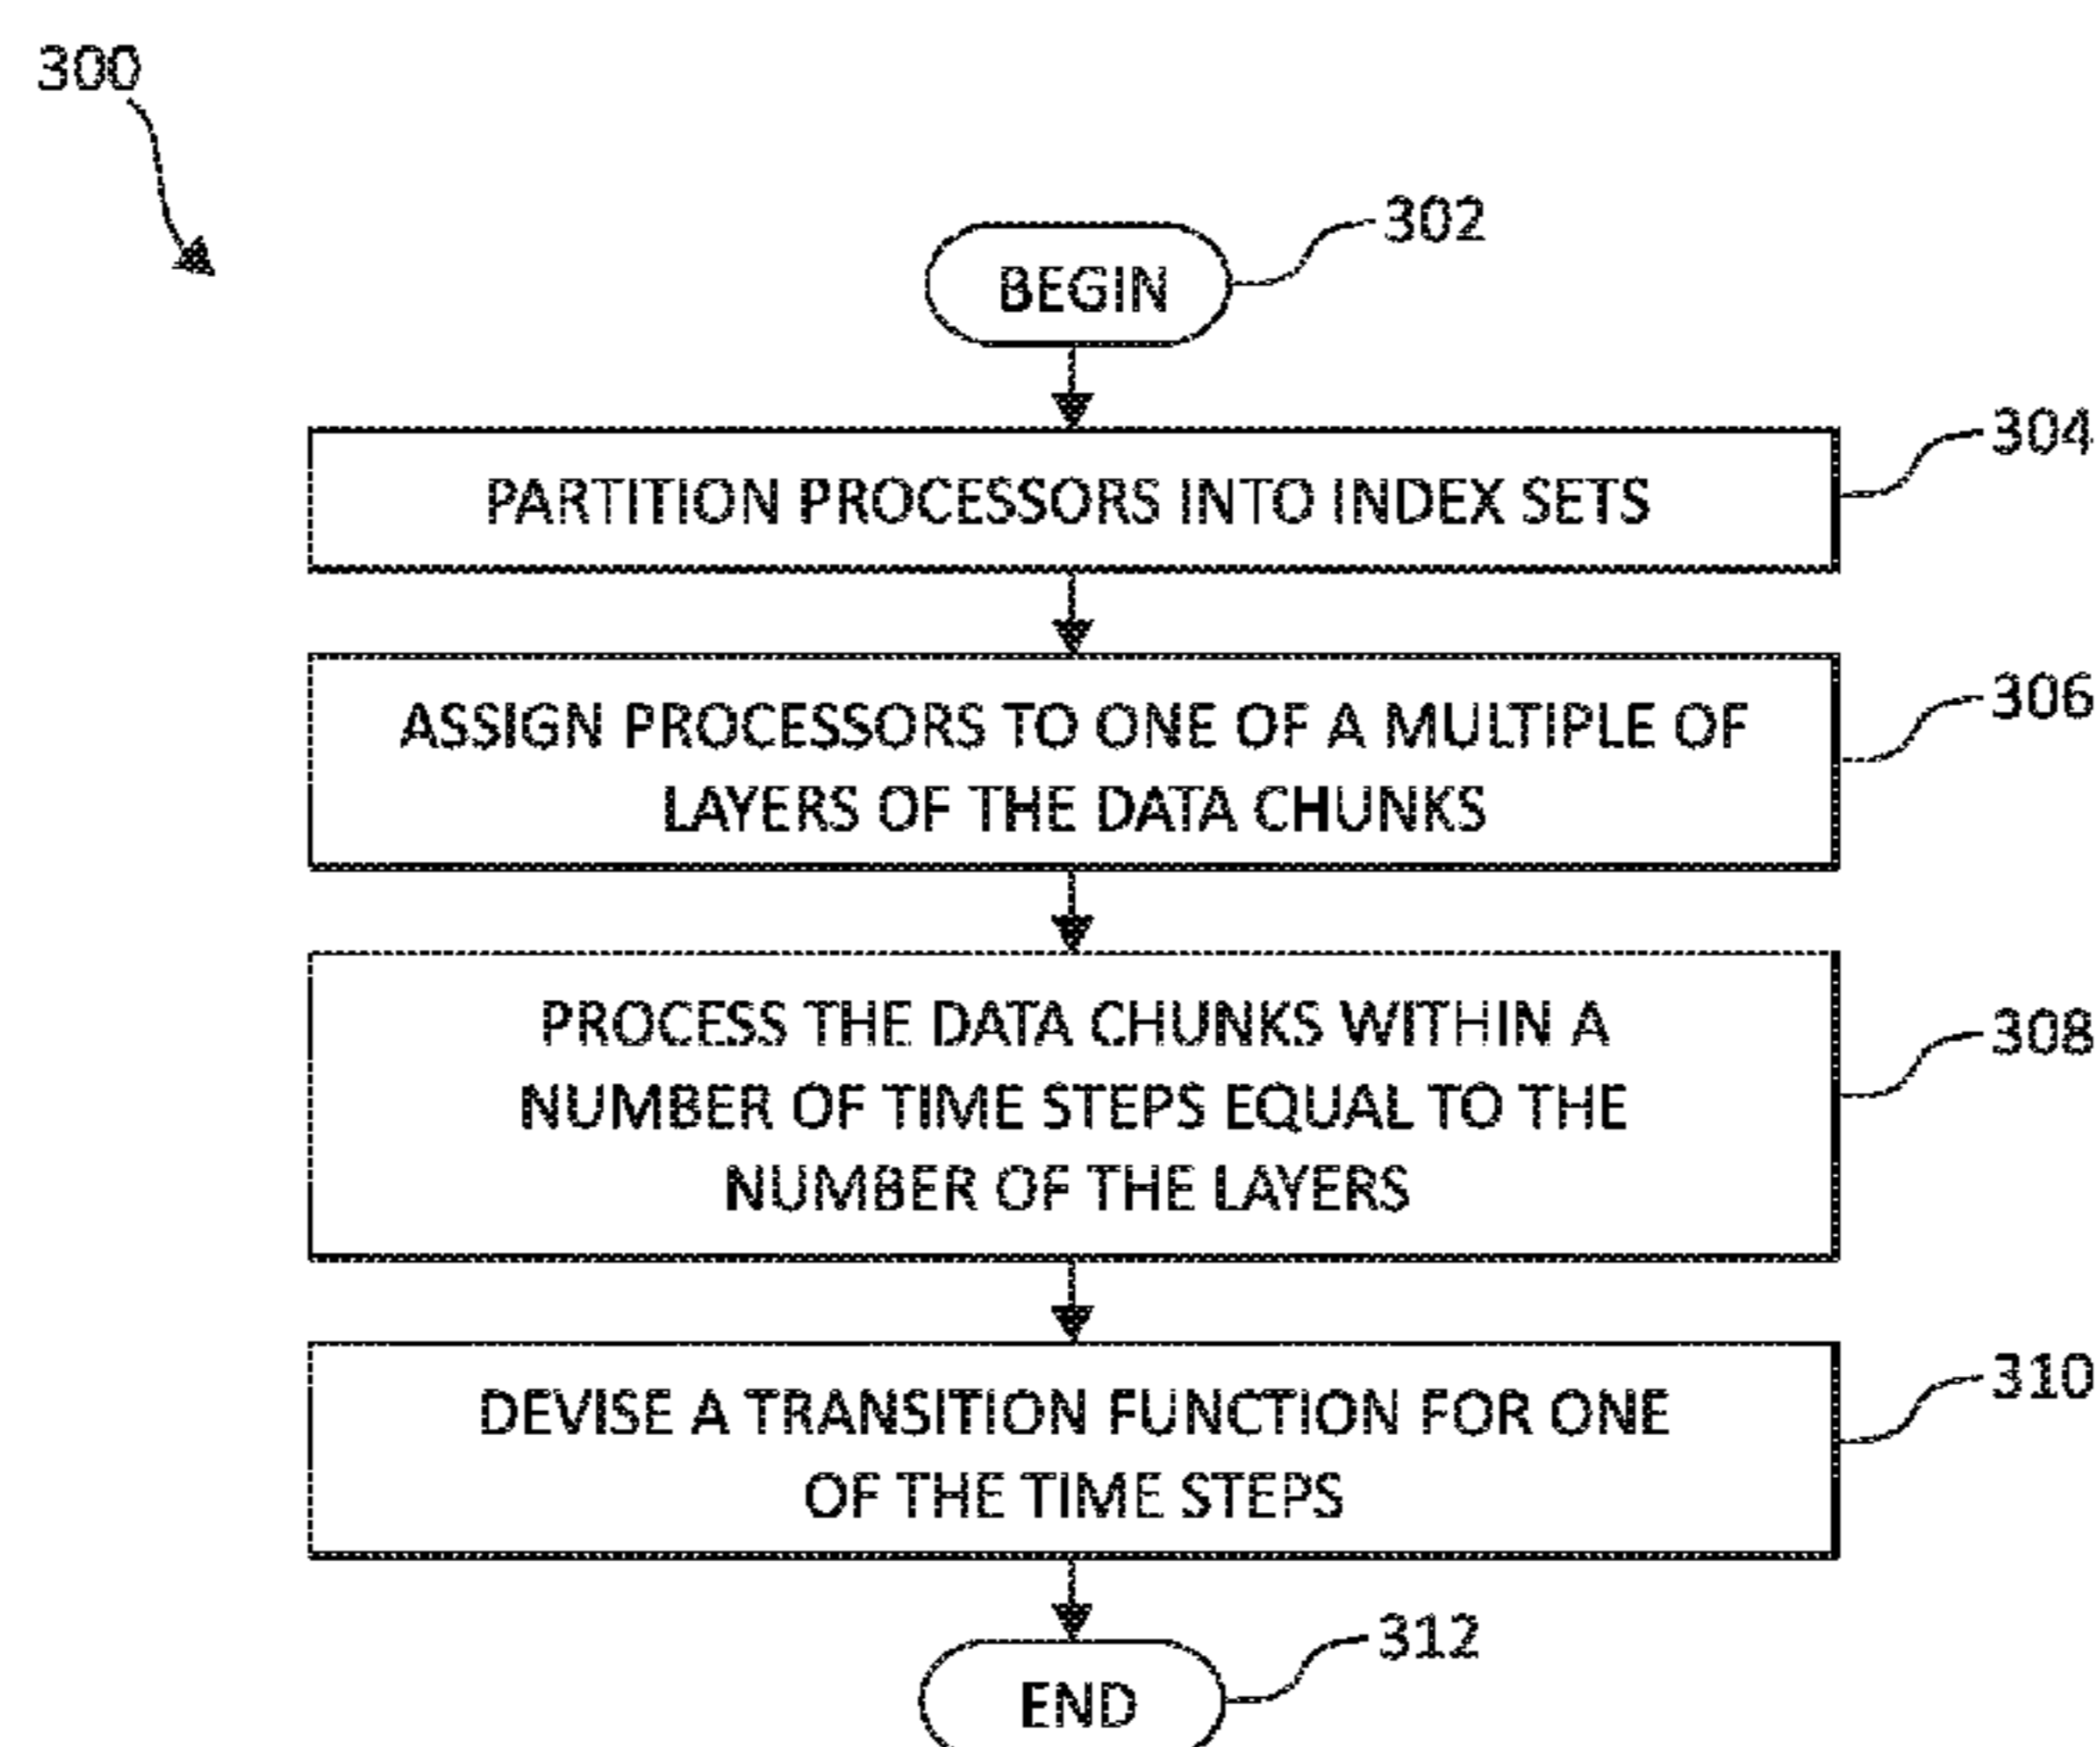 300
302
BEGIN
304
PARTITION PROCESSORS INTO INDEX SETS
306
ASSIGN PROCESSORS TO ONE OF A MULTIPLE OF
LAYERS OF THE DATA CHUNKS
308
PROCESS THE DATA CHUNKS WITHIN A
NUMBER OF TIME STEPS EQUAL TO THE
NUMBER OF THE LAYERS
310
DEVISE A TRANSITION FUNCTION FOR ONE
OF THE TIME STEPS
312
END